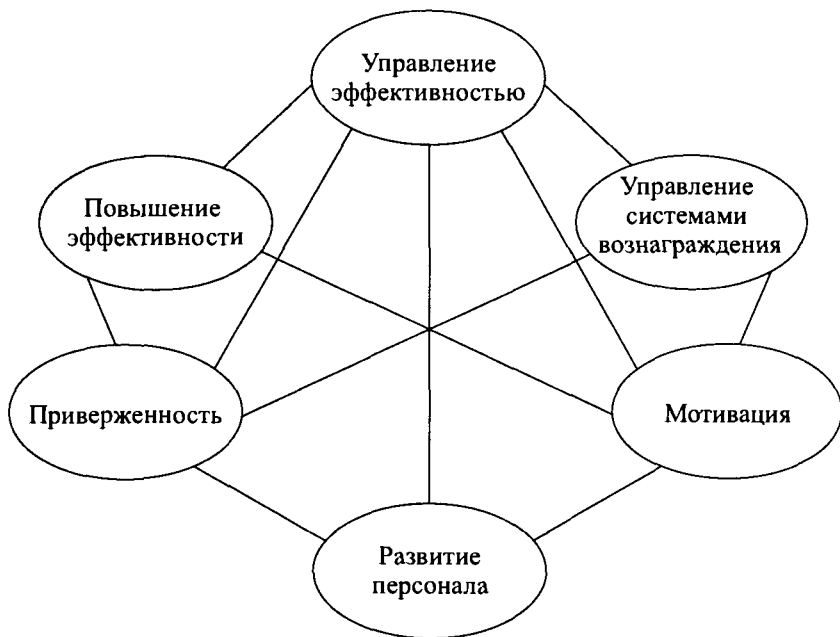 Управление
эффективностью
Повышение
эффективности
Управление
системами
вознаграждения
Приверженность
Мотивация
Развитие
персонала